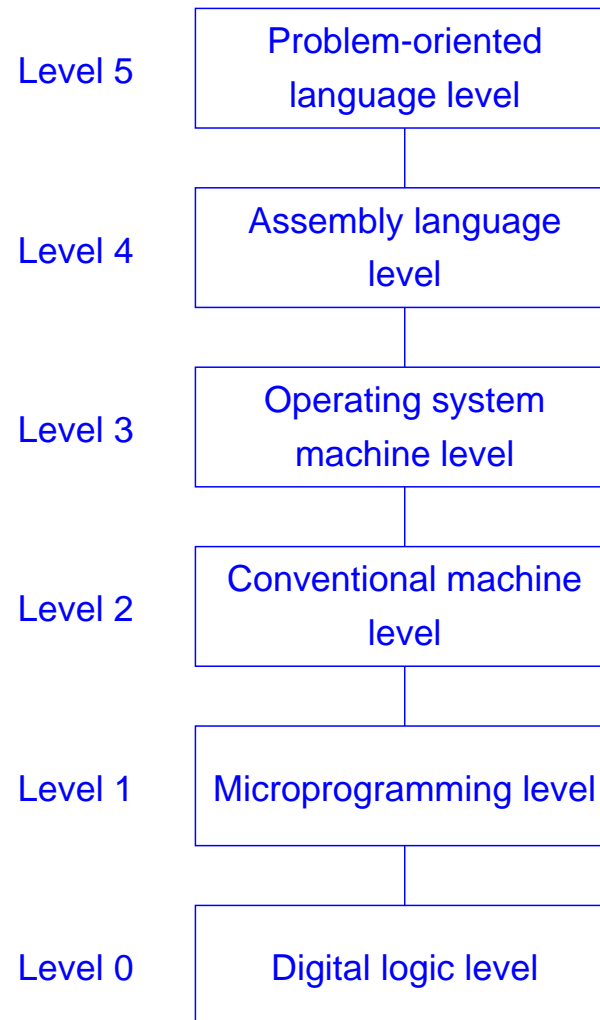 Level 5
Problem-oriented
language level
Level 4
Assembly language
level
Level 3
Operating system
machine level
Level 2
Conventional machine
level
Level 1
Microprogramming level
Level 0
Digital logic level